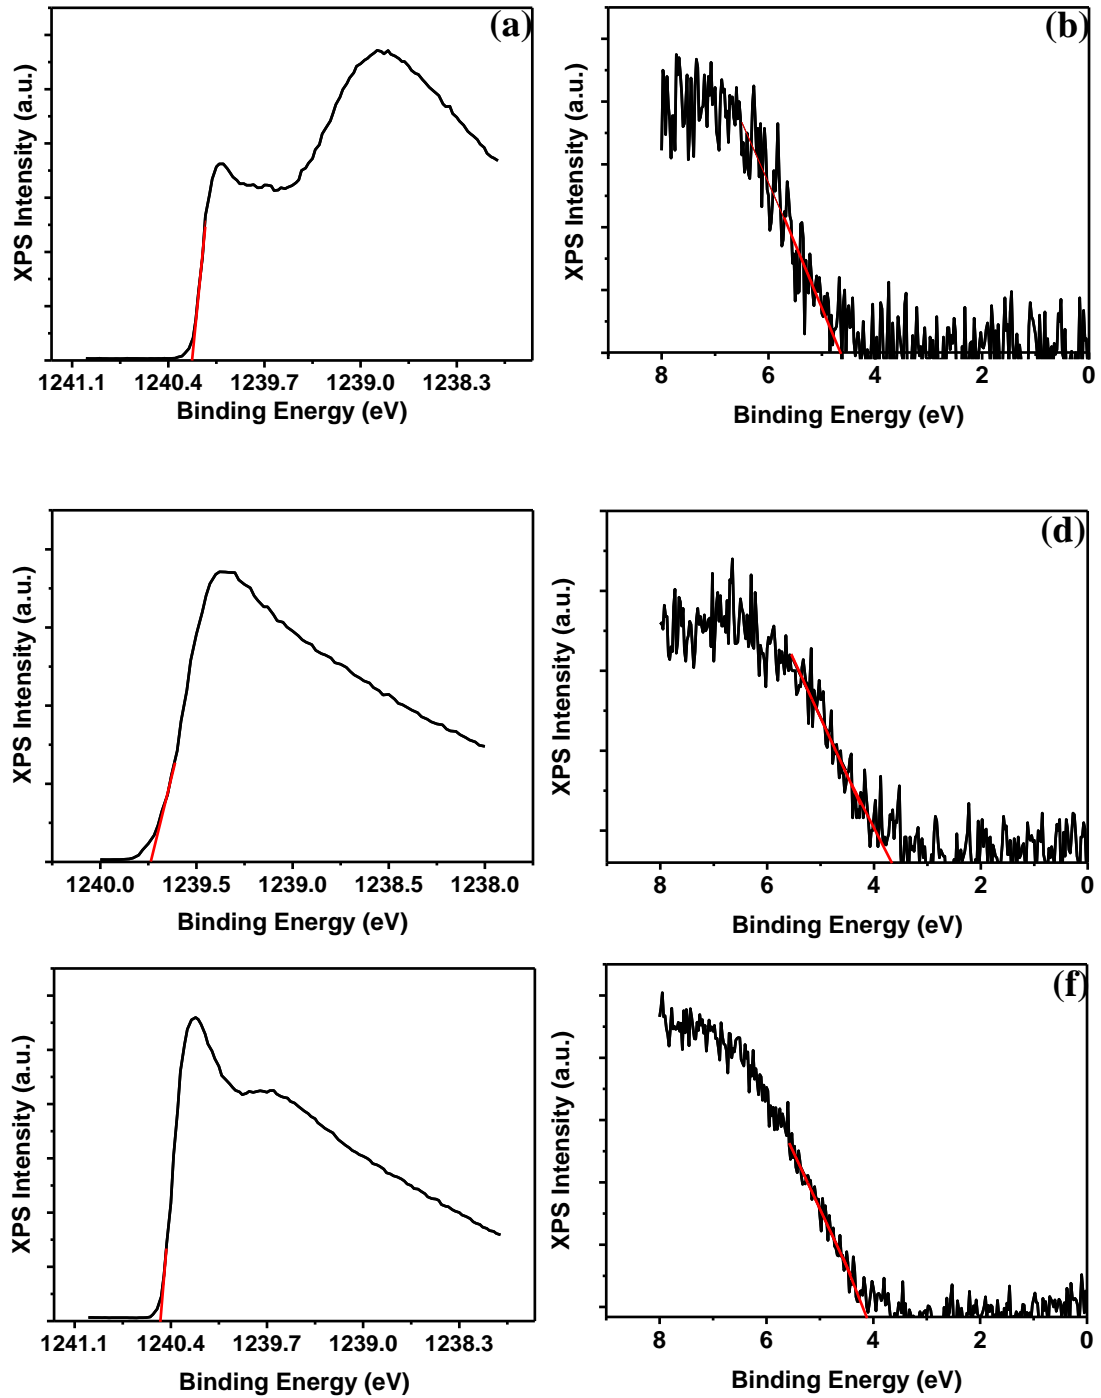 (a)
XPS Intensity (a.u.)
1241.1 1240.4 1239.7 1239.0 1238.3
Binding Energy (eV)
(b)
XPS Intensity (a.u.)
8 6 4 2 0
Binding Energy (eV)
XPS Intensity (a.u.)
1240.0 1239.5 1239.0 1238.5 1238.0
Binding Energy (eV)
(d)
XPS Intensity (a.u.)
8 6 4 2 0
Binding Energy (eV)
XPS Intensity (a.u.)
1241.1 1240.4 1239.7 1239.0 1238.3
Binding Energy (eV)
(f)
XPS Intensity (a.u.)
8 6 4 2 0
Binding Energy (eV)